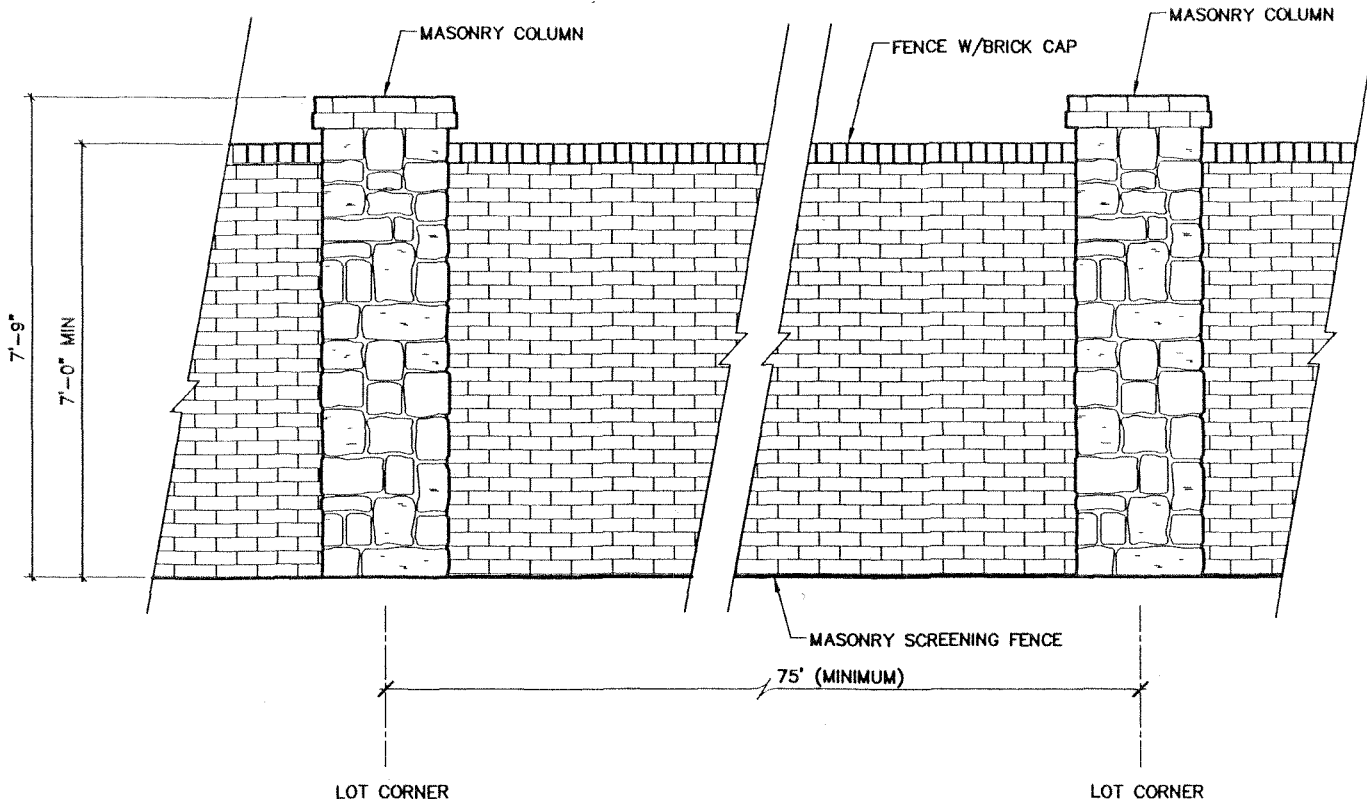 MASONRY COLUMN
MASONRY COLUMN
FENCE W/BRICK CAP
7'-9"
7'-0" MIN
MASONRY SCREENING FENCE
75' (MINIMUM)
LOT CORNER
LOT CORNER